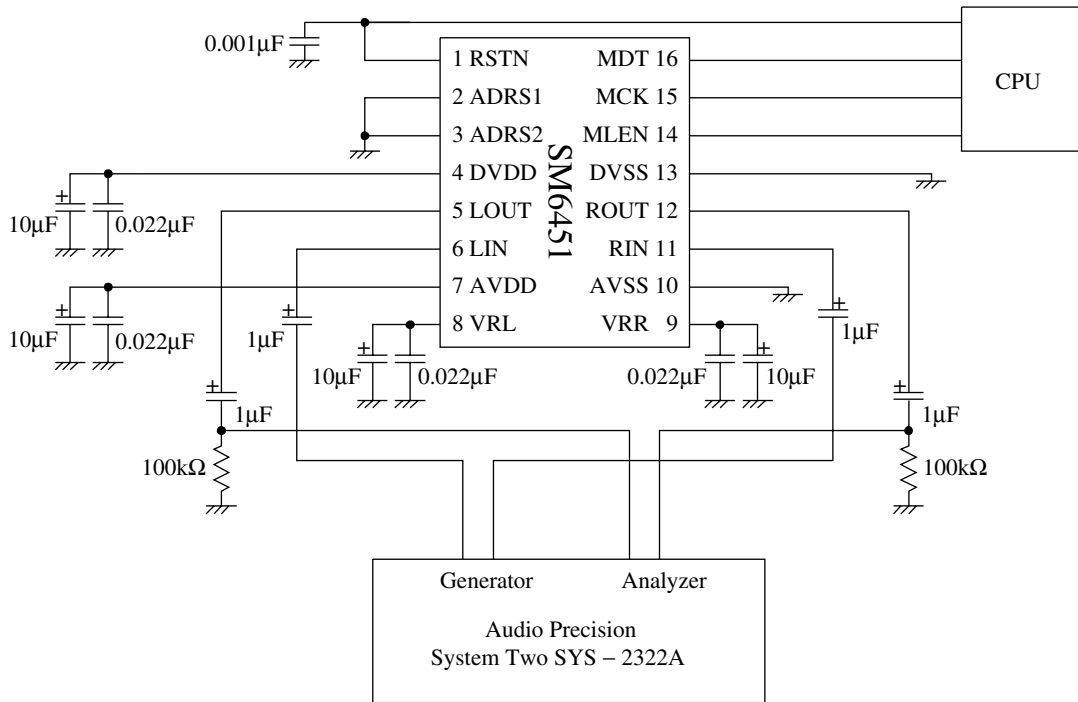 0.001µF
1 RSTN
MDT 16
CPU
2 ADRS1
MCK 15
3 ADRS2
MLEN 14
SM6451
4 DVDD
DVSS 13
+
10µF
0.022µF
5 LOUT
ROUT 12
6 LIN
RIN 11
7 AVDD
AVSS 10
+
10µF
0.022µF
+
1µF
+
1µF
8 VRL
VRR 9
+
10µF
0.022µF
0.022µF
+
10µF
+
1µF
+
1µF
100kΩ
100kΩ
Generator
Analyzer
Audio Precision
System Two SYS – 2322A